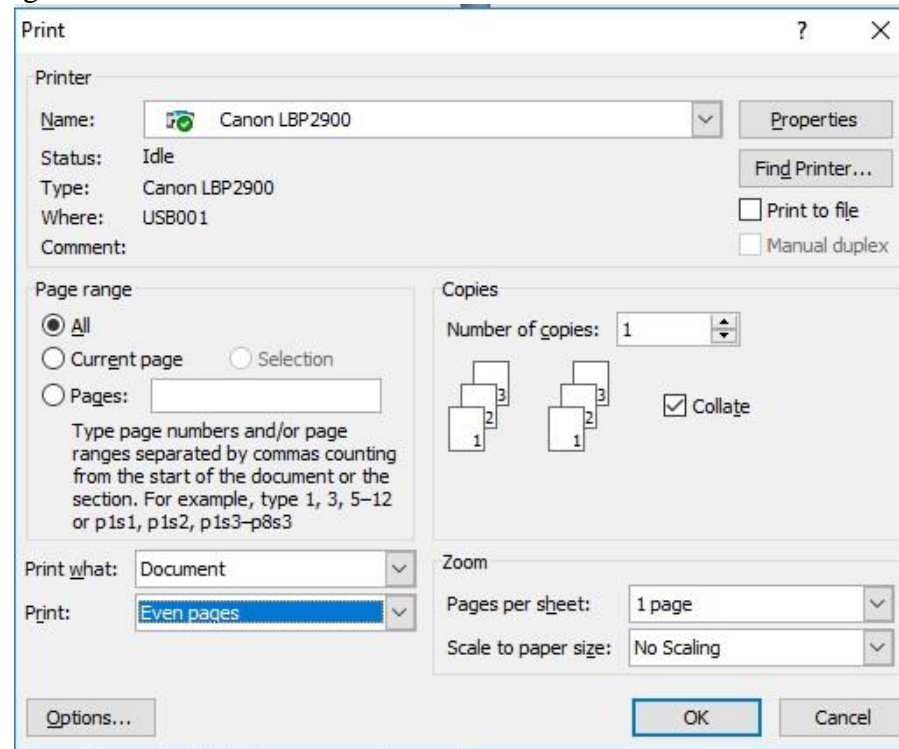 Print ?
Printer
Name: Canon LBP2900 Properties
Status: Idle
Find Printer...
Type: Canon LBP2900
Where: USB001 Print to file
Comment: Manual duplex
Page range
All
Current page Selection
Pages:
Type page numbers and/or page
ranges separated by commas counting
from the start of the document or the
section. For example, type 1, 3, 5–12
or p1s1, p1s2, p1s3–p8s3
Copies
Number of copies: 1
3 3
2 2
1 1
Collate
Print what: Document
Print: Even pages
Zoom
Pages per sheet: 1 page
Scale to paper size: No Scaling
Options... OK Cancel